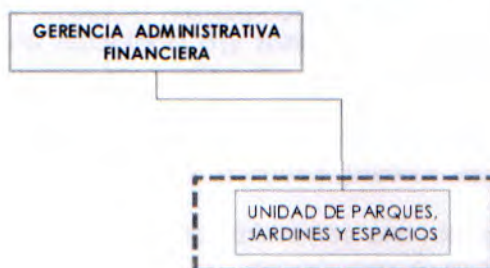 GERENCIA ADMINISTRATIVA
FINANCIERA
UNIDAD DE PARQUES,
JARDINES Y ESPACIOS